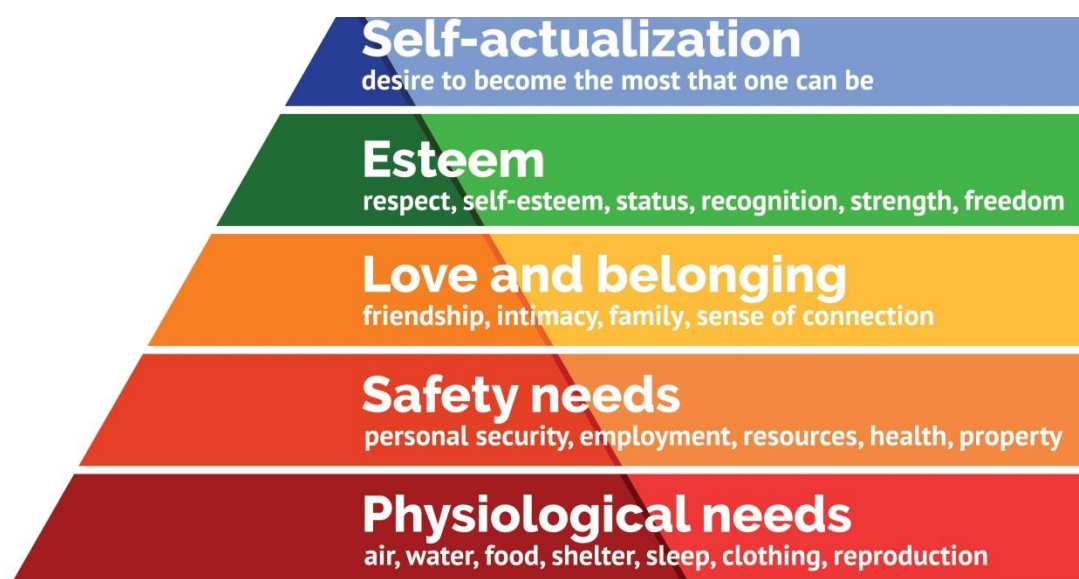 Self-actualization
desire to become the most that one can be
Esteem
respect, self-esteem, status, recognition, strength, freedom
Love and belonging
friendship, intimacy, family, sense of connection
Safety needs
personal security, employment, resources, health, property
Physiological needs
air, water, food, shelter, sleep, clothing, reproduction